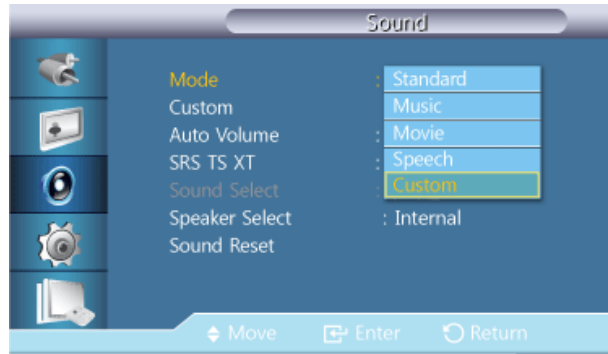 Sound
Mode : Standard
Custom Music
Auto Volume : Movie
SRS TS XT : Speech
Sound Select : Custom
Speaker Select : Internal
Sound Reset
Move Enter Return